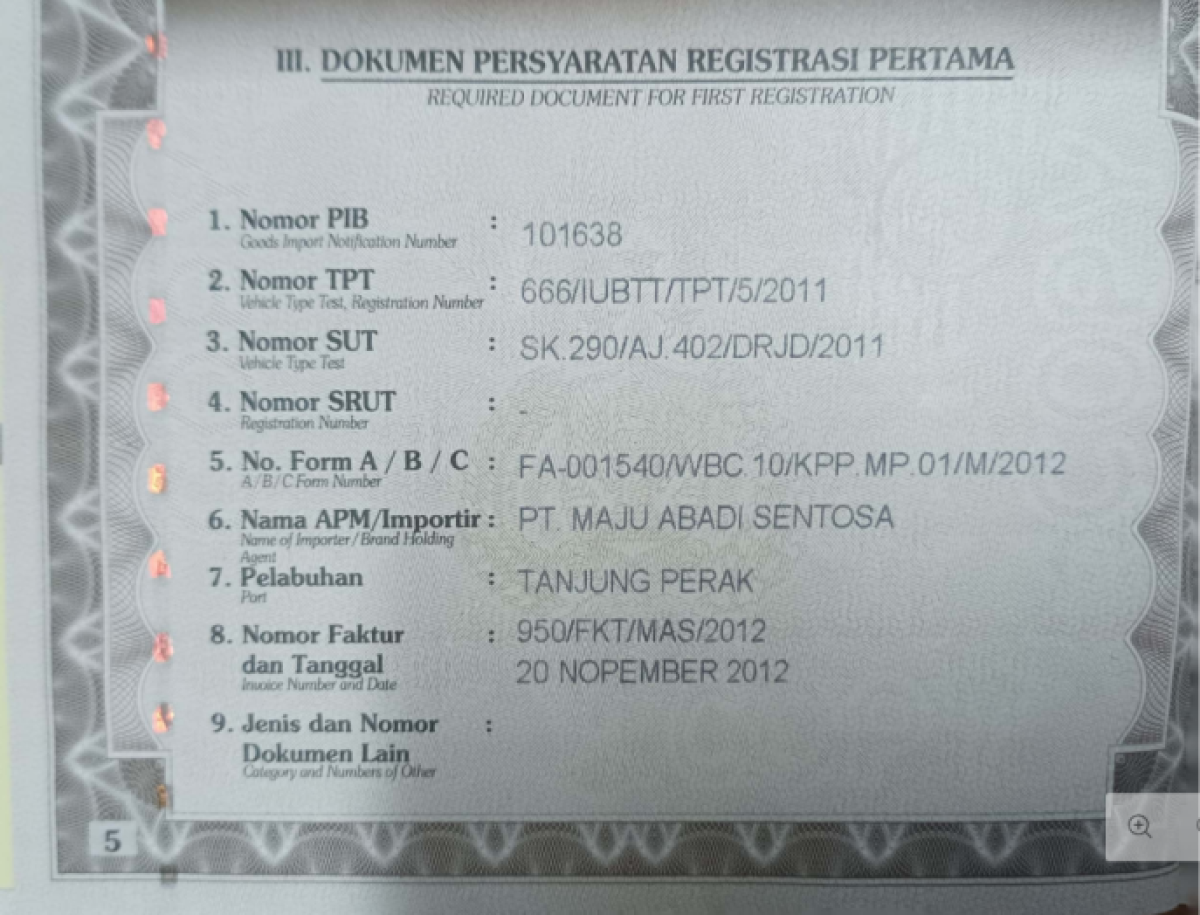 III. DOKUMEN PERSYARATAN REGISTRASI PERTAMA
REQUIRED DOCUMENT FOR FIRST REGISTRATION
1. Nomor PIB : 101638
Goods Import Notification Number
2. Nomor TPT : 666/IUBTT/TPT/5/2011
Vehicle Type Test, Registration Number
3. Nomor SUT : SK.290/AJ.402/DRJD/2011
Vehicle Type Test
4. Nomor SRUT : -
Registration Number
5. No. Form A / B / C : FA-001540/WBC.10/KPP.MP.01/M/2012
A/B/C Form Number
6. Nama APM/Importir : PT. MAJU ABADI SENTOSA
Name of Importer/Brand Holding
Agent
7. Pelabuhan : TANJUNG PERAK
Port
8. Nomor Faktur : 950/FKT/MAS/2012
dan Tanggal 20 NOPEMBER 2012
Invoice Number and Date
9. Jenis dan Nomor :
Dokumen Lain
Category and Numbers of Other
5